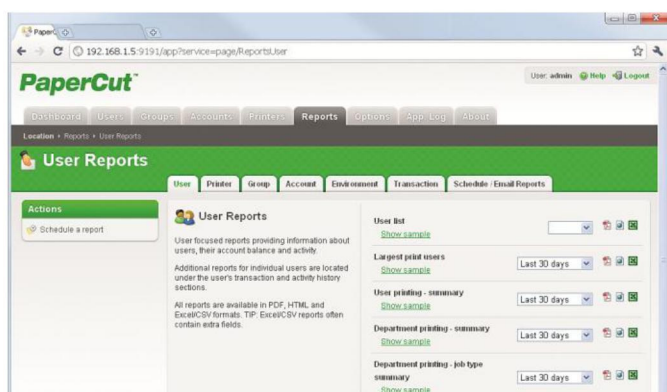 PaperC
192.168.1.5:9191/app?service=page/ReportsUser
PaperCut™
User: admin Help Logout
Dashboard Users Groups Accounts Printers Reports Options App. Log About
Location › Reports › User Reports
User Reports
User Printer Group Account Environment Transaction Schedule / Email Reports
Actions
Schedule a report
User Reports
User focused reports providing information about
users, their account balance and activity.
Additional reports for individual users are located
under the user's transaction and activity history
sections.
All reports are available in PDF, HTML and
Excel/CSV formats. TIP: Excel/CSV reports often
contain extra fields.
User list
Show sample
Largest print users
Show sample
Last 30 days
User printing - summary
Show sample
Last 30 days
Department printing - summary
Show sample
Last 30 days
Department printing - job type
summary
Show sample
Last 30 days